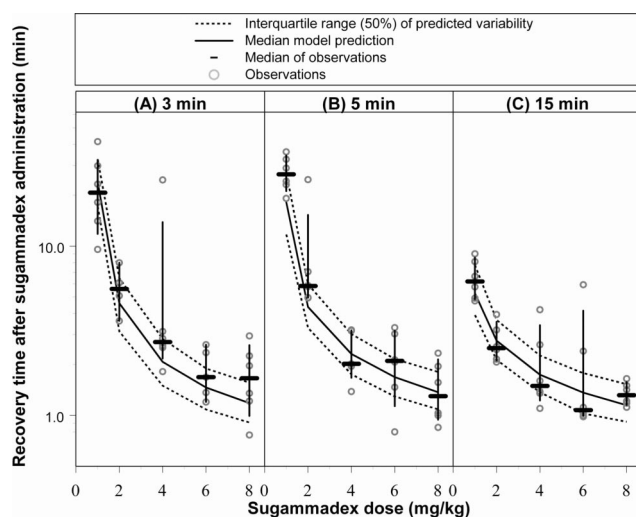 Interquartile range (50%) of predicted variability
Median model prediction
Median of observations
Observations
(A) 3 min (B) 5 min (C) 15 min
Recovery time after sugammadex administration (min)
10.0
1.0
0 2 4 6 8 0 2 4 6 8 0 2 4 6 8
Sugammadex dose (mg/kg)